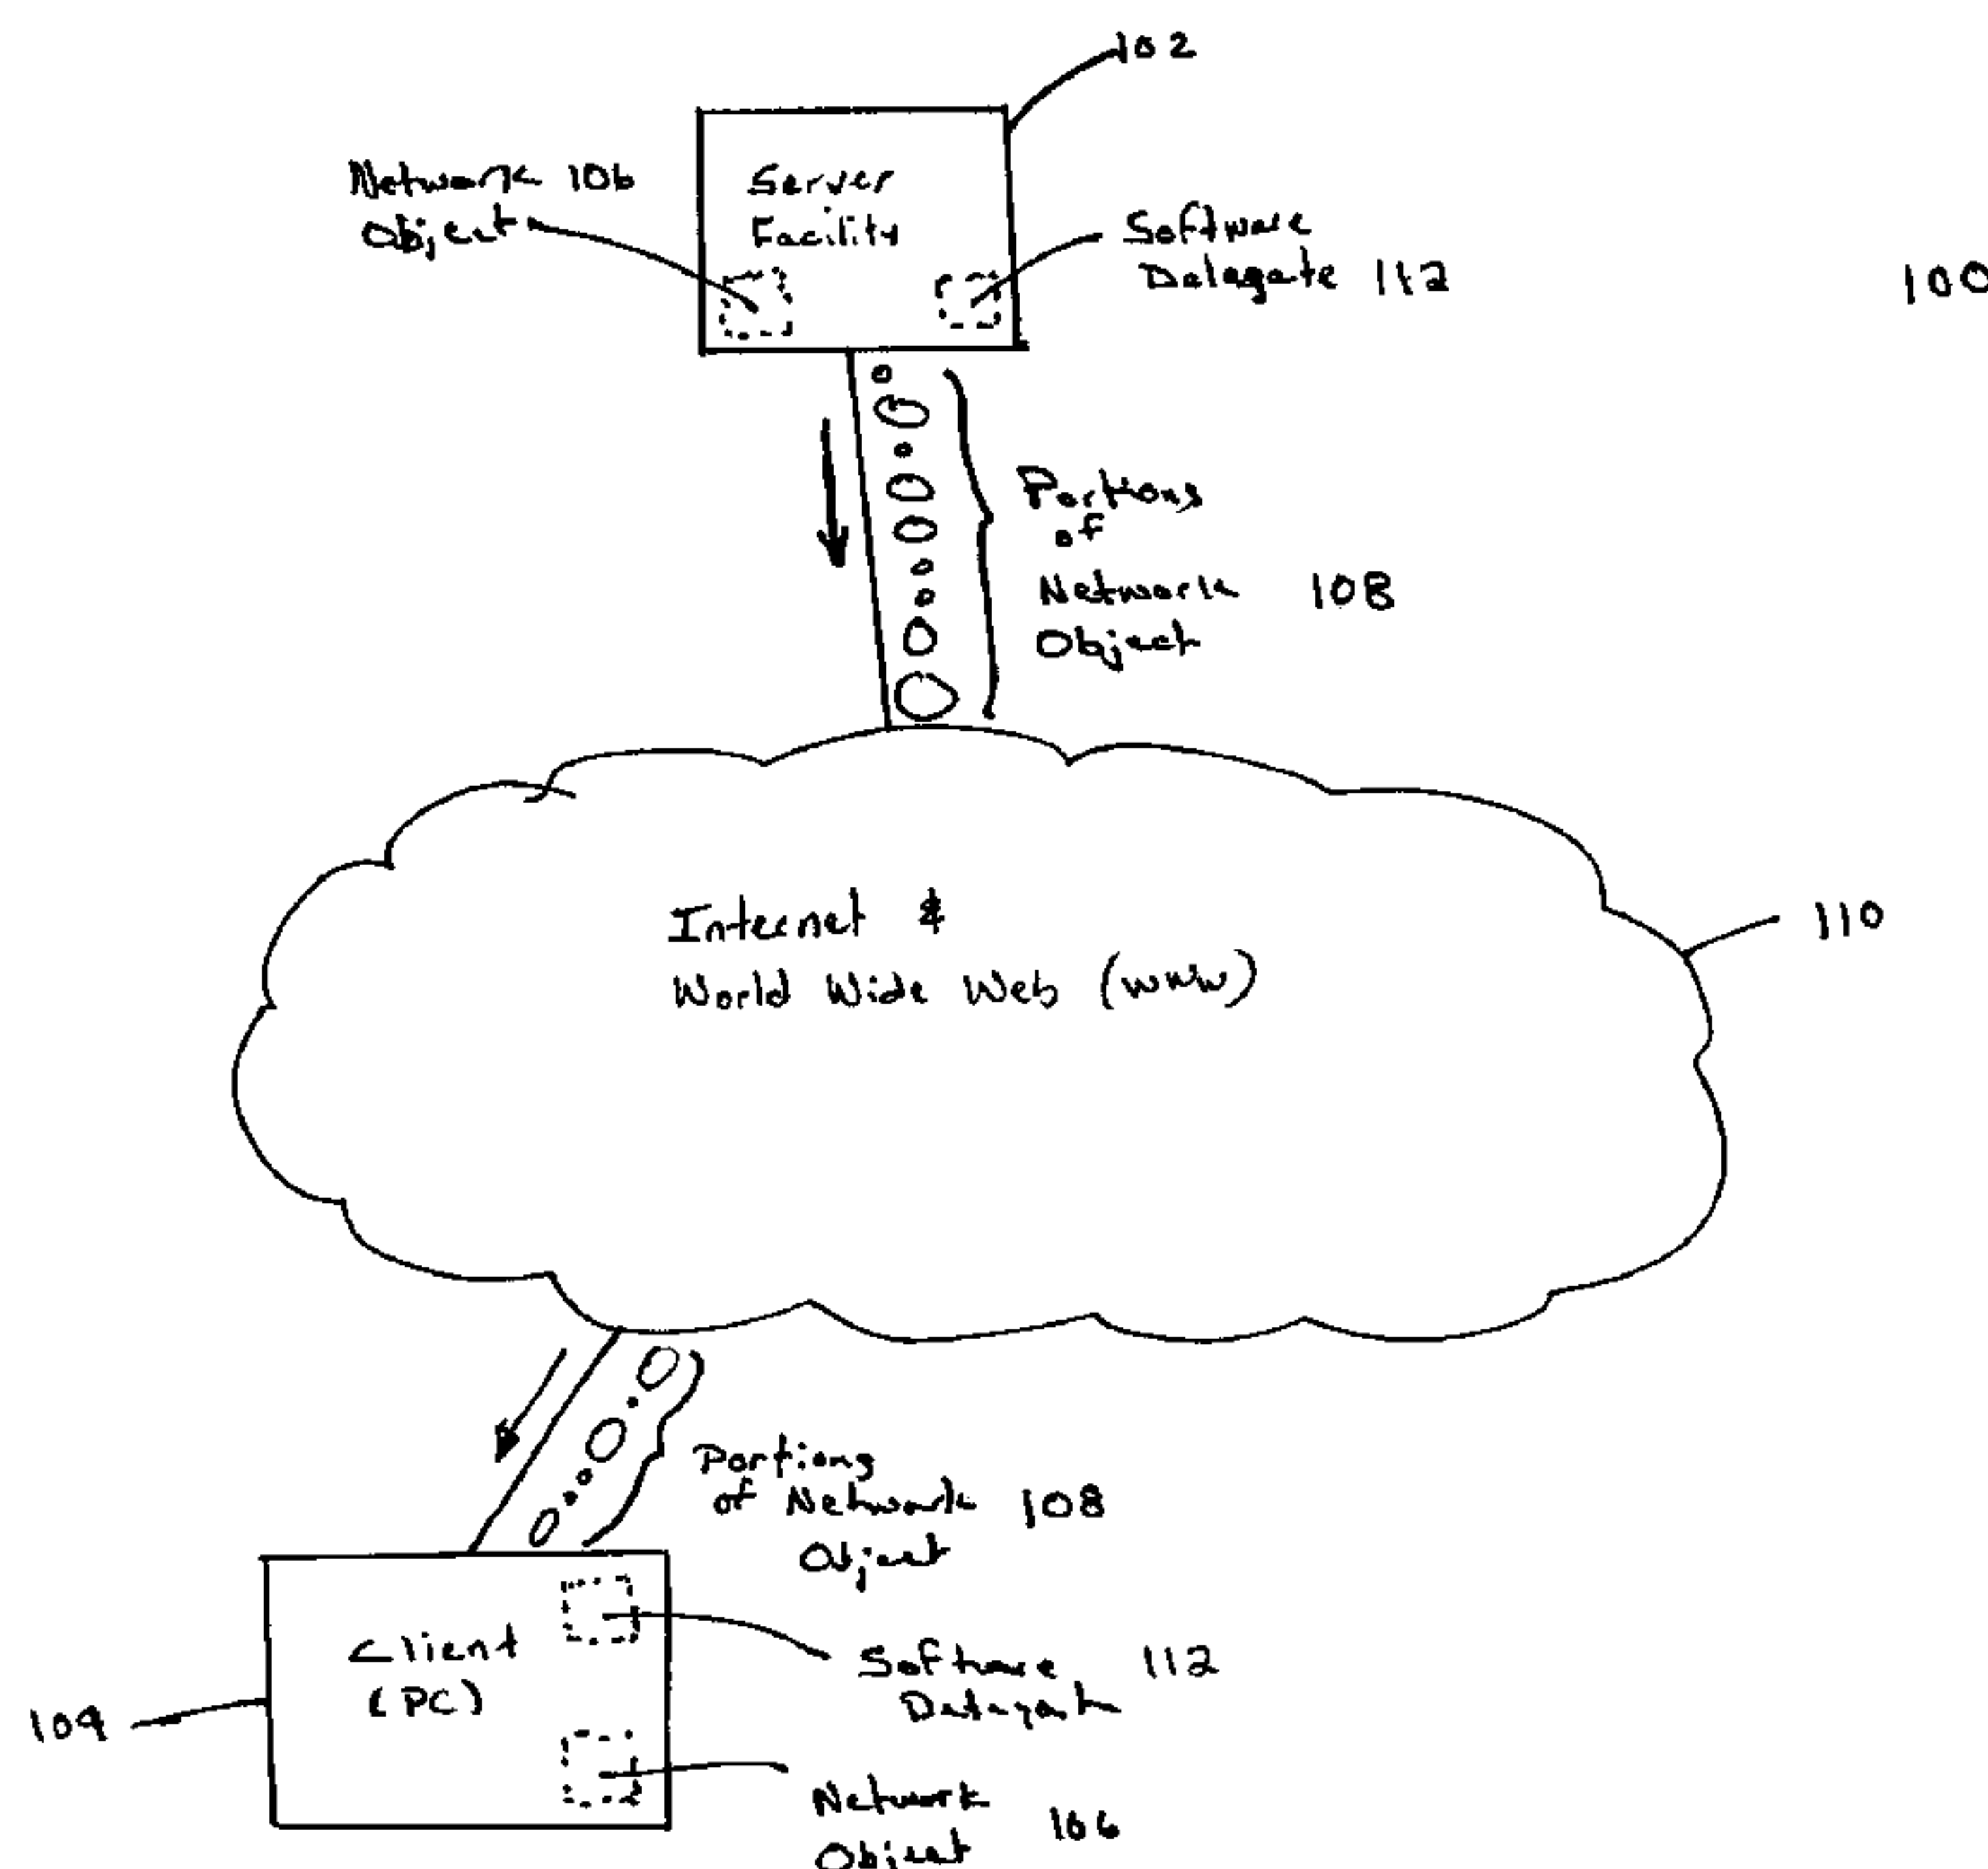 102
Network 106
Object
Server
Facility
Software
Delegate 112
100
Portions
of
Network 108
Object
Internet &
World Wide Web (WWW)
110
Portions
of Network 108
Object
Client
(PC)
104
Software 112
Delegate
Network 106
Object